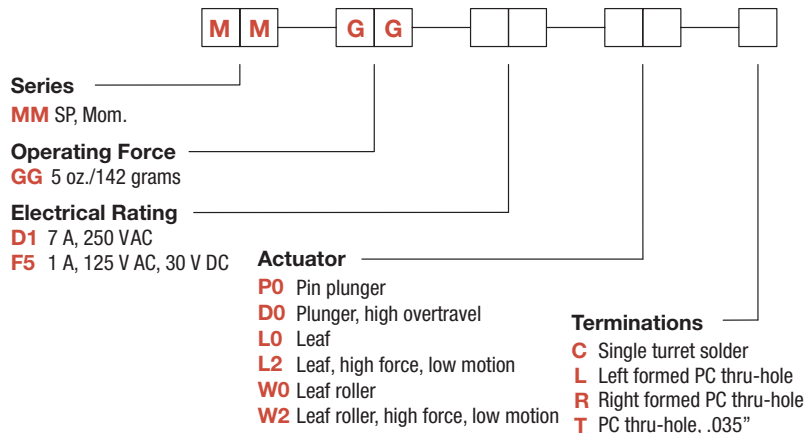 M M G G
Series
MM SP, Mom.
Operating Force
GG 5 oz./142 grams
Electrical Rating
D1 7 A, 250 VAC
F5 1 A, 125 V AC, 30 V DC
Actuator
P0 Pin plunger
D0 Plunger, high overtravel
L0 Leaf
L2 Leaf, high force, low motion
W0 Leaf roller
W2 Leaf roller, high force, low motion
Terminations
C Single turret solder
L Left formed PC thru-hole
R Right formed PC thru-hole
T PC thru-hole, .035”